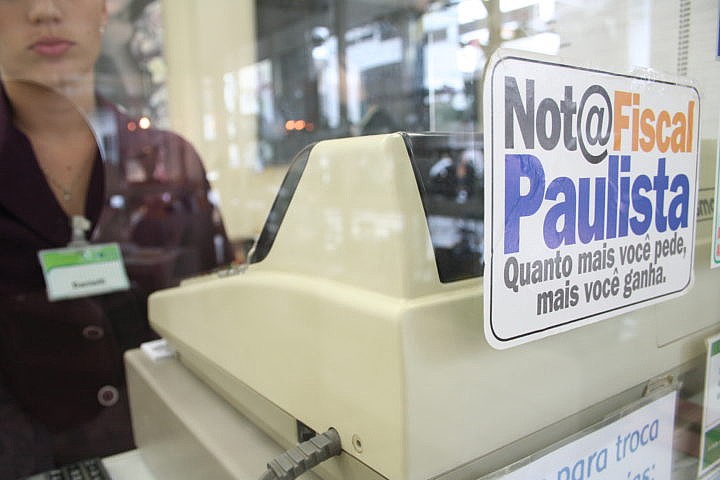 Not@Fiscal
Paulista
Quanto mais você pede,
mais você ganha.
para troca